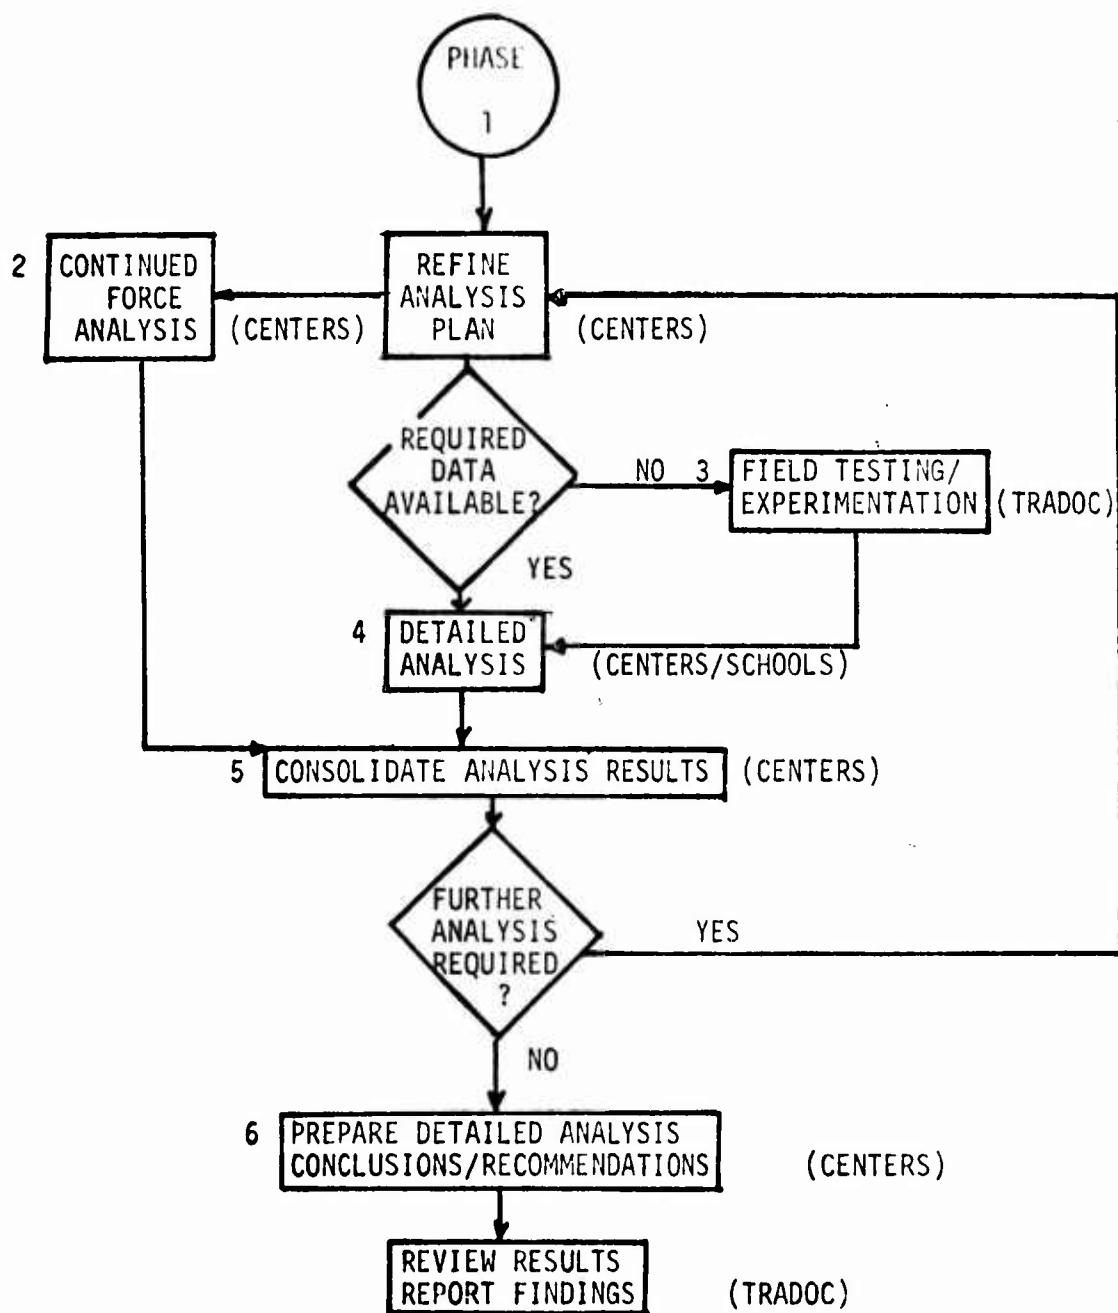 PHASE
1
2 CONTINUED
FORCE
ANALYSIS
(CENTERS)
REFINE
ANALYSIS
PLAN
(CENTERS)
REQUIRED
DATA
AVAILABLE?
NO 3
FIELD TESTING/
EXPERIMENTATION
(TRADOC)
YES
4 DETAILED
ANALYSIS
(CENTERS/SCHOOLS)
5 CONSOLIDATE ANALYSIS RESULTS (CENTERS)
FURTHER
ANALYSIS
REQUIRED
?
YES
NO
6 PREPARE DETAILED ANALYSIS
CONCLUSIONS/RECOMMENDATIONS (CENTERS)
REVIEW RESULTS
REPORT FINDINGS (TRADOC)